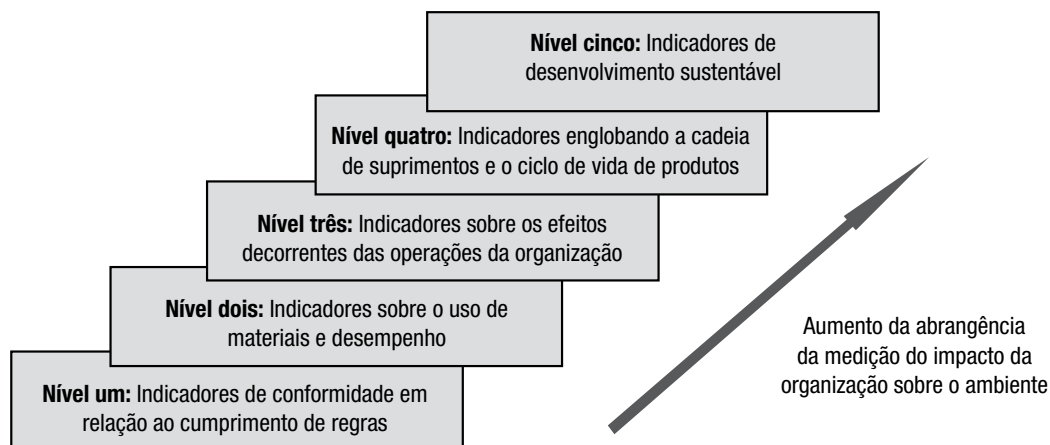 Nível cinco: Indicadores de
desenvolvimento sustentável
Nível quatro: Indicadores englobando a cadeia
de suprimentos e o ciclo de vida de produtos
Nível três: Indicadores sobre os efeitos
decorrentes das operações da organização
Nível dois: Indicadores sobre o uso de
materiais e desempenho
Nível um: Indicadores de conformidade em
relação ao cumprimento de regras
Aumento da abrangência
da medição do impacto da
organização sobre o ambiente